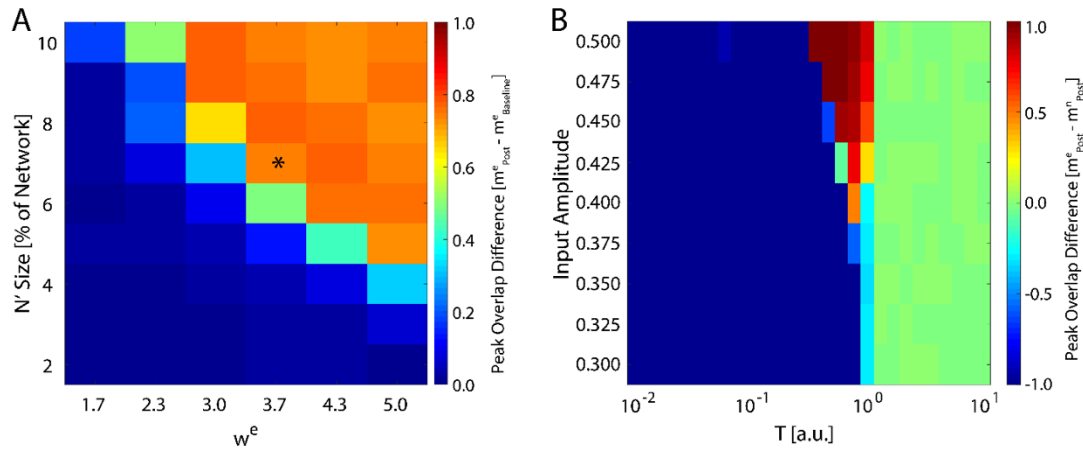 A
N' Size [% of Network]
10
8
6
4
2
*
1.7 2.3 3.0 3.7 4.3 5.0
w^e
1.0
0.8
0.6
0.4
0.2
0.0
Peak Overlap Difference [m^e_Post - m^e_Baseline]
B
Input Amplitude
0.500
0.475
0.450
0.425
0.400
0.375
0.350
0.325
0.300
10^-2 10^-1 10^0 10^1
T [a.u.]
1.0
0.5
0.0
-0.5
-1.0
Peak Overlap Difference [m^e_Post - m^n_Post]